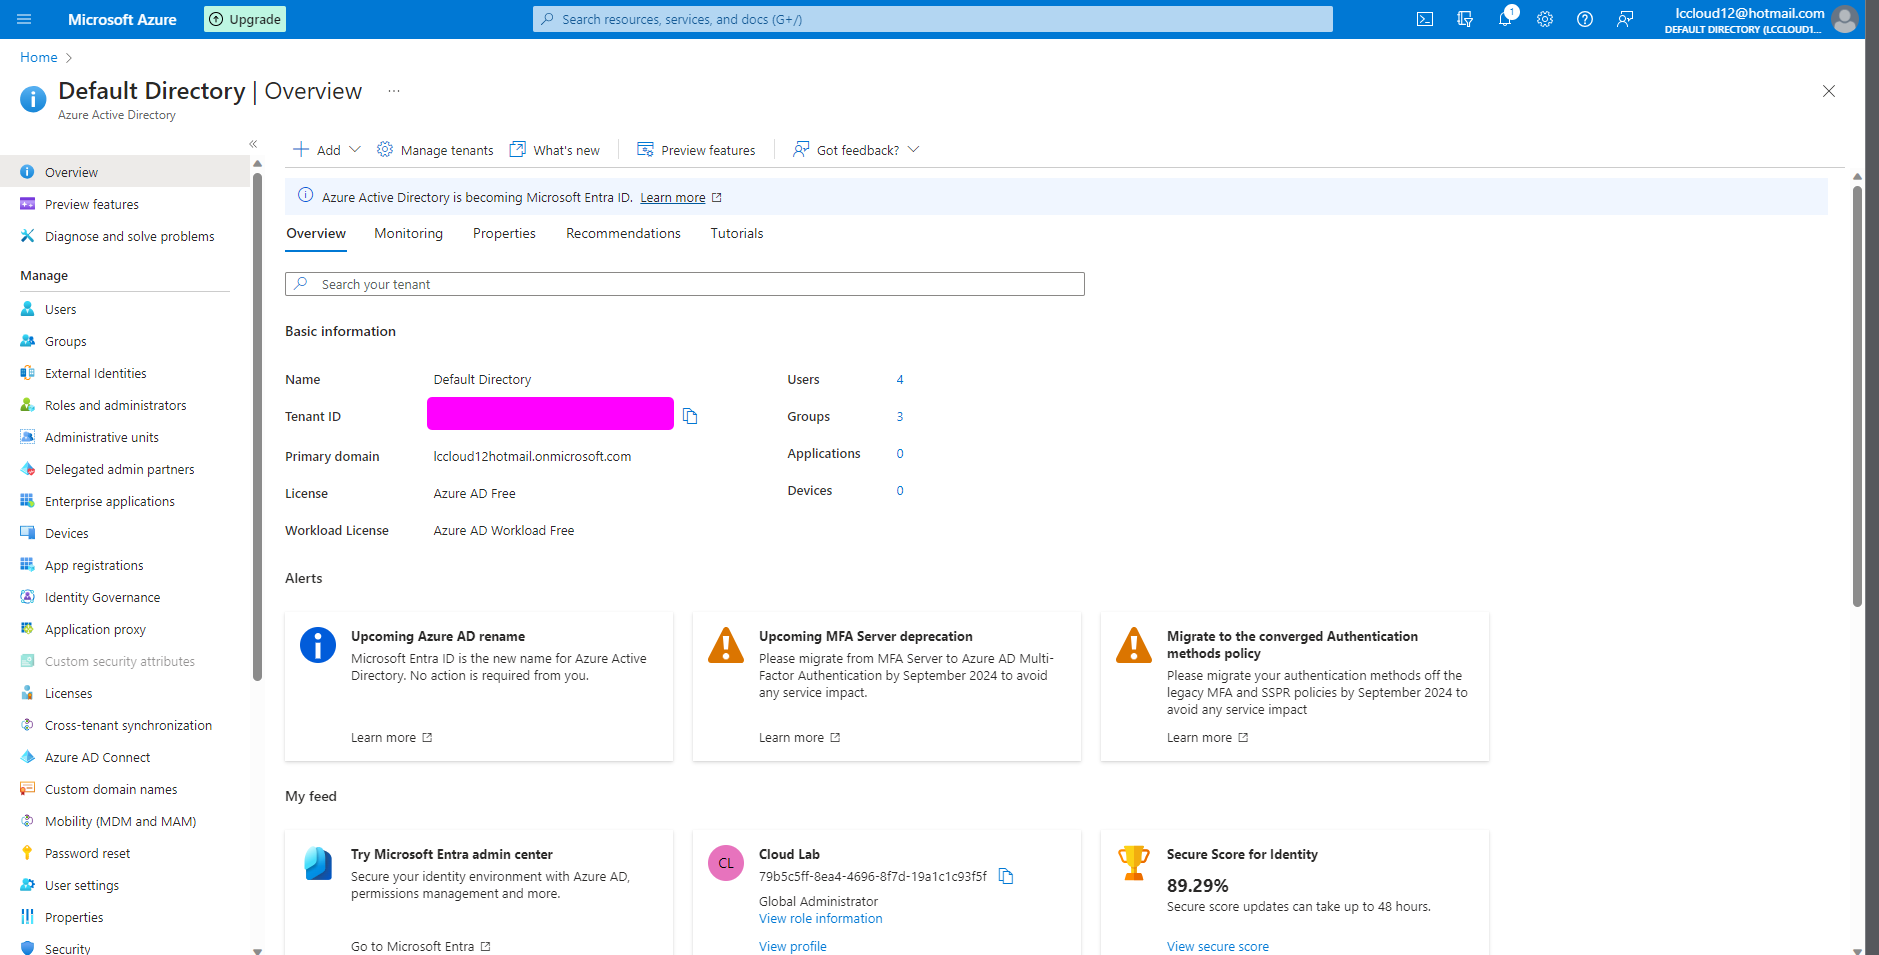 Microsoft Azure
Upgrade
Search resources, services, and docs (G+/)
1
lccloud12@hotmail.com
DEFAULT DIRECTORY (LCCLOUD1...
Home
Default Directory | Overview
...
Azure Active Directory
Overview
Preview features
Diagnose and solve problems
Manage
Users
Groups
External Identities
Roles and administrators
Administrative units
Delegated admin partners
Enterprise applications
Devices
App registrations
Identity Governance
Application proxy
Custom security attributes
Licenses
Cross-tenant synchronization
Azure AD Connect
Custom domain names
Mobility (MDM and MAM)
Password reset
User settings
Properties
Security
Add
Manage tenants
What's new
Preview features
Got feedback?
Azure Active Directory is becoming Microsoft Entra ID. Learn more
Overview
Monitoring
Properties
Recommendations
Tutorials
Search your tenant
Basic information
Name
Default Directory
Tenant ID
Primary domain
lccloud12hotmail.onmicrosoft.com
License
Azure AD Free
Workload License
Azure AD Workload Free
Users
4
Groups
3
Applications
0
Devices
0
Alerts
Upcoming Azure AD rename
Microsoft Entra ID is the new name for Azure Active
Directory. No action is required from you.
Learn more
Upcoming MFA Server deprecation
Please migrate from MFA Server to Azure AD Multi-
Factor Authentication by September 2024 to avoid
any service impact.
Learn more
Migrate to the converged Authentication
methods policy
Please migrate your authentication methods off the
legacy MFA and SSPR policies by September 2024 to
avoid any service impact
Learn more
My feed
Try Microsoft Entra admin center
Secure your identity environment with Azure AD,
permissions management and more.
Go to Microsoft Entra
CL
Cloud Lab
79b5c5ff-8ea4-4696-8f7d-19a1c1c93f5f
Global Administrator
View role information
View profile
Secure Score for Identity
89.29%
Secure score updates can take up to 48 hours.
View secure score